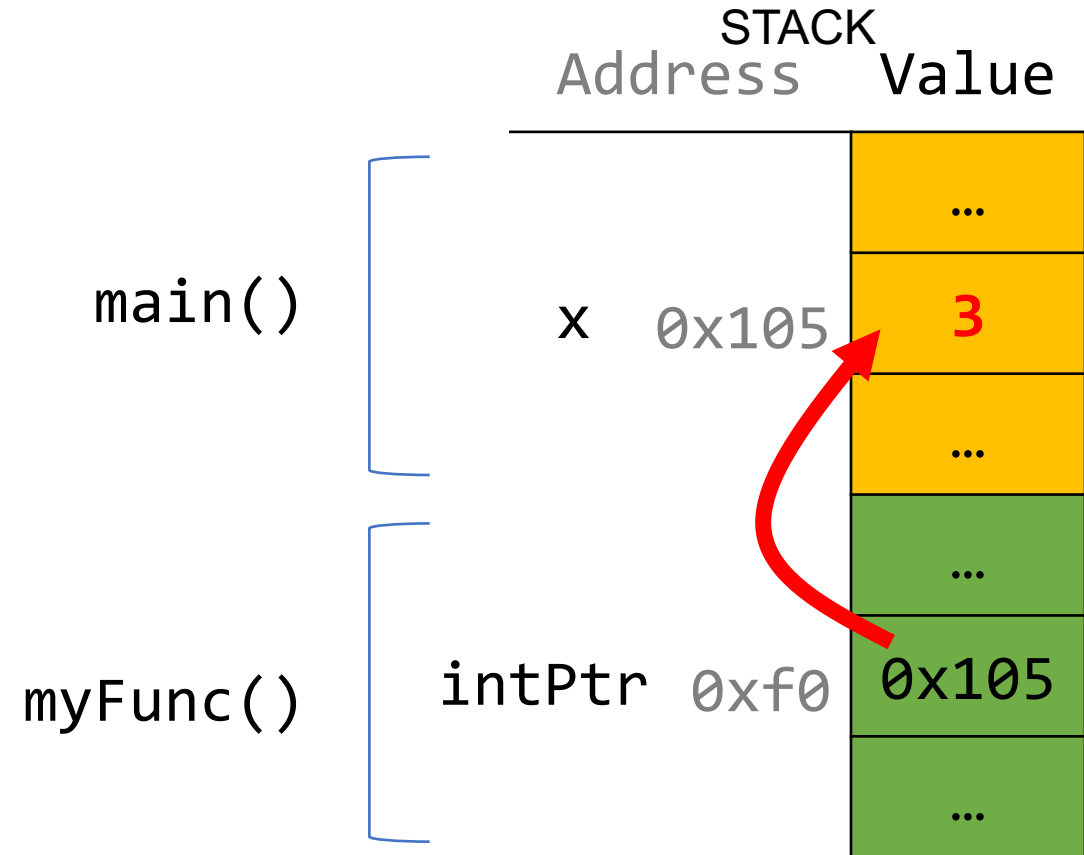 STACK
Address Value
…
main() x 0x105 3
…
…
myFunc() intPtr 0xf0 0x105
…